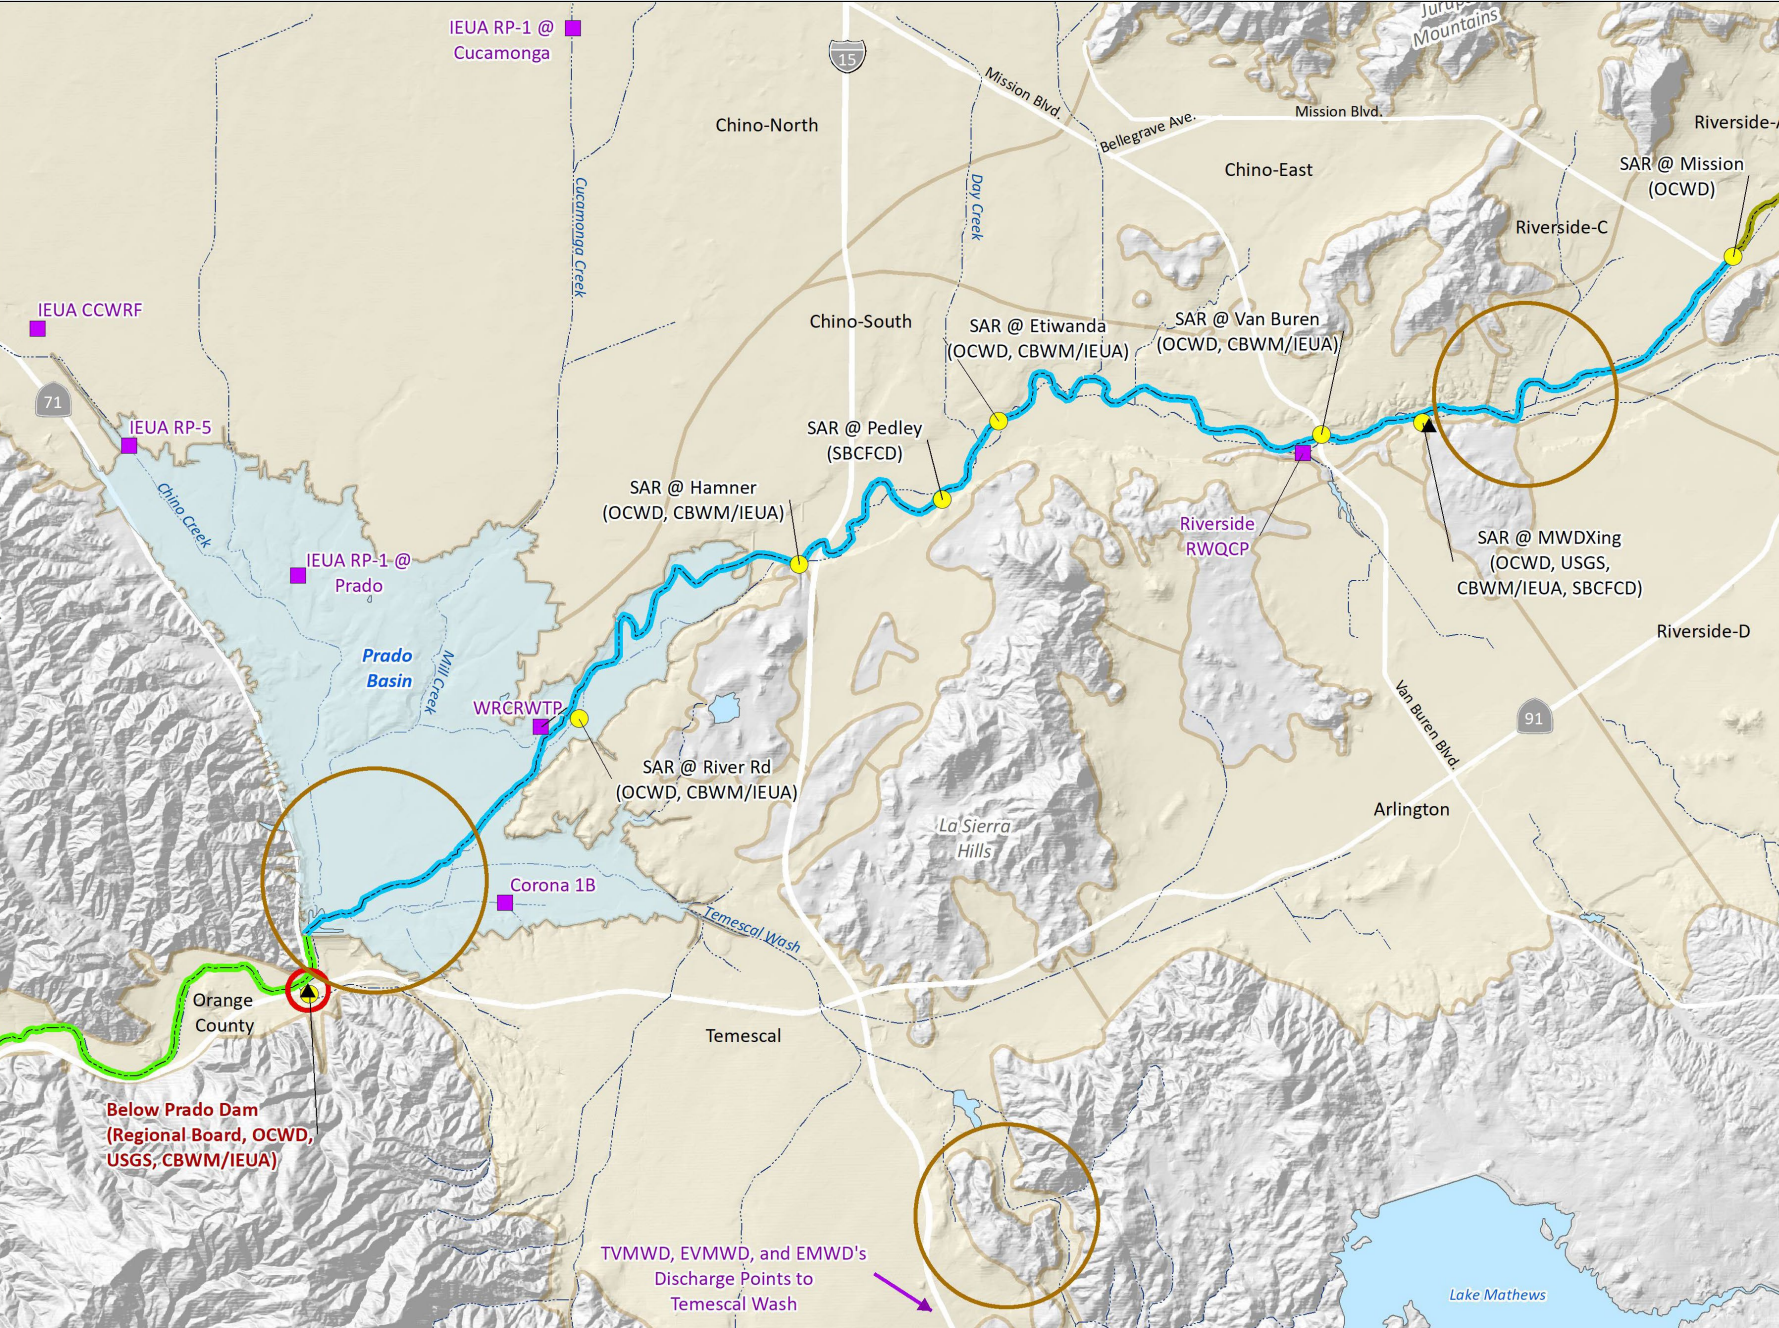 IEUA RP-1 @
Cucamonga
15
Mountains
Mission Blvd.
Mission Blvd.
Bellegrave Ave.
Chino-North
Chino-East
SAR @ Mission
(OCWD)
Cucamonga Creek
Day Creek
Riverside-C
IEUA CCWRF
Chino-South
SAR @ Etiwanda
(OCWD, CBWM/IEUA)
SAR @ Van Buren
(OCWD, CBWM/IEUA)
71
IEUA RP-5
SAR @ Pedley
(SBCFCD)
SAR @ Hamner
(OCWD, CBWM/IEUA)
Chino Creek
Riverside
RWQCP
SAR @ MWDXing
(OCWD, USGS,
CBWM/IEUA, SBCFCD)
IEUA RP-1 @
Prado
Riverside-D
Prado
Basin
Mill Creek
WRCRWTP
Van Buren Blvd.
91
SAR @ River Rd
(OCWD, CBWM/IEUA)
Arlington
La Sierra
Hills
Corona 1B
Temescal Wash
Orange
County
Temescal
Below Prado Dam
(Regional Board, OCWD,
USGS, CBWM/IEUA)
TVMWD, EVMWD, and EMWD's
Discharge Points to
Temescal Wash
Lake Mathews